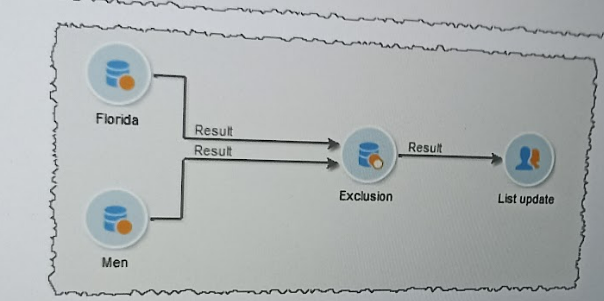 Florida
Result
Result
Result
Exclusion
List update
Men